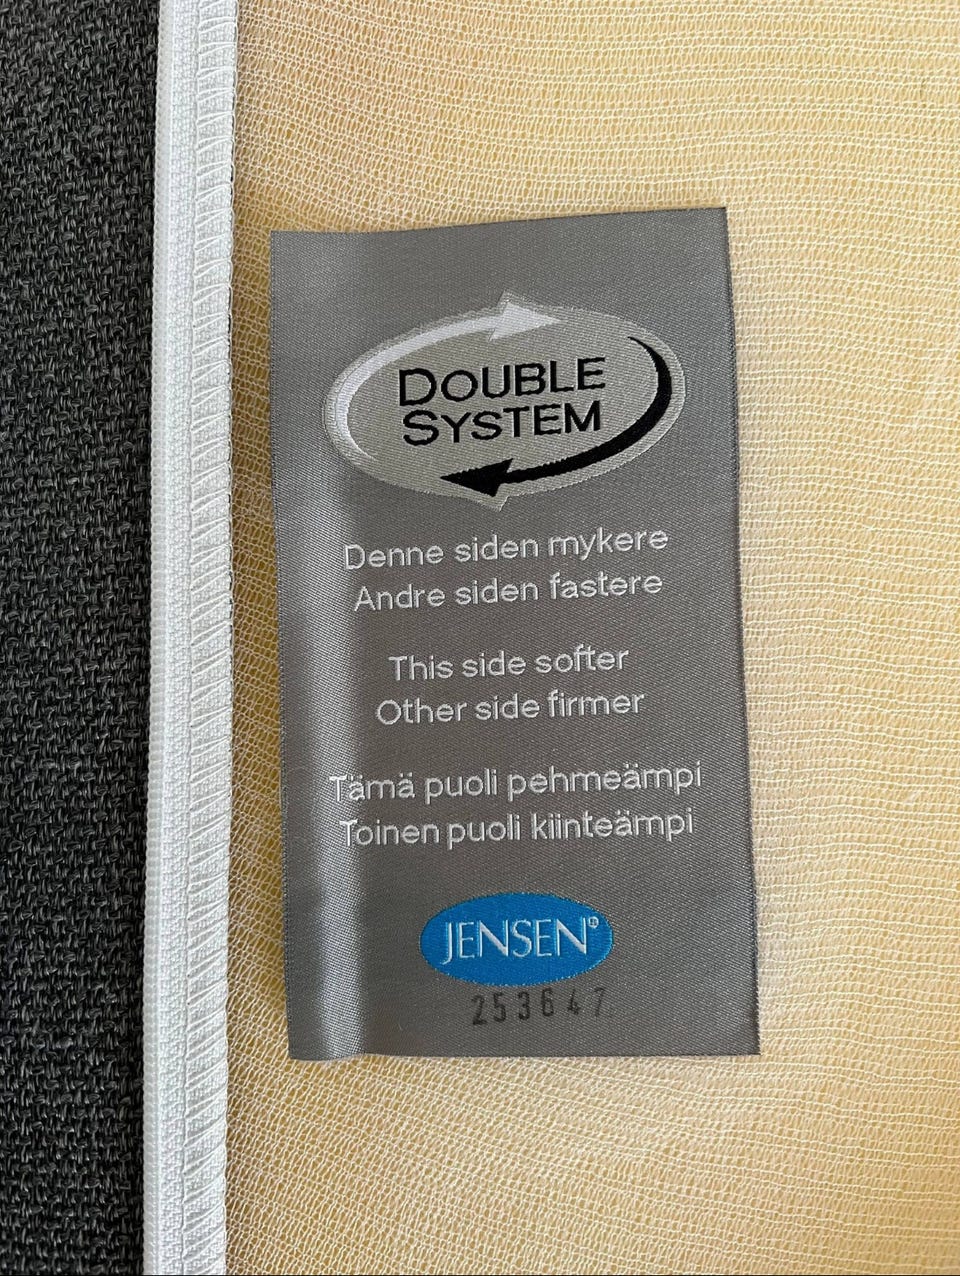 DOUBLE
SYSTEM
Denne siden mykere
Andre siden fastere
This side softer
Other side firmer
Tämä puoli pehmeämpi
Toinen puoli kiinteämpi
JENSEN®
253647